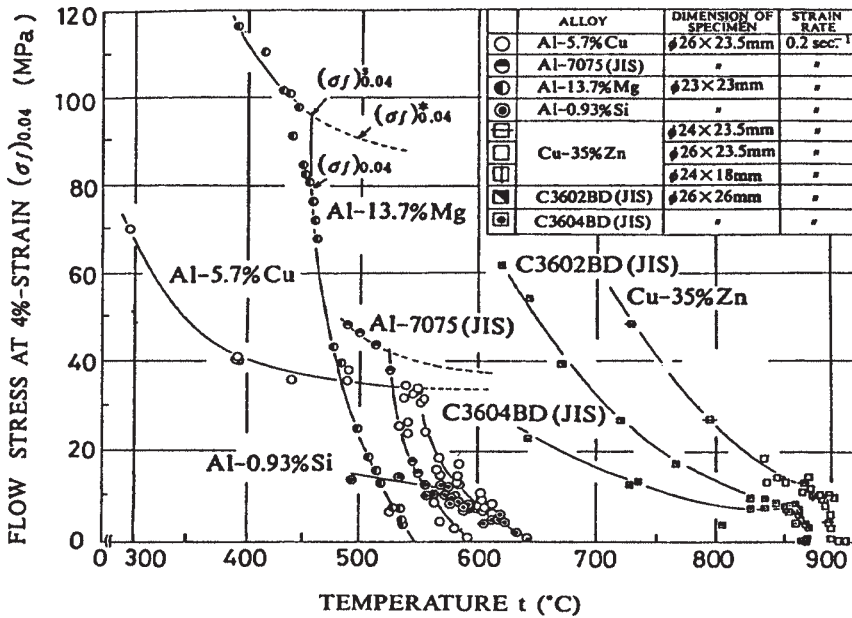 FLOW STRESS AT 4%-STRAIN (σf)0.04 (MPa)
120
100
80
60
40
20
0
0 300 400 500 600 700 800 900
TEMPERATURE t (°C)
ALLOY DIMENSION OF SPECIMEN STRAIN RATE
Al-5.7%Cu φ26×23.5mm 0.2 sec.⁻¹
Al-7075(JIS) 〃 〃
Al-13.7%Mg φ23×23mm 〃
Al-0.93%Si 〃 〃
Cu-35%Zn φ24×23.5mm 〃
φ26×23.5mm 〃
φ24×18mm 〃
C3602BD(JIS) φ26×26mm 〃
C3604BD(JIS) 〃 〃
(σf)ˢ0.04
(σf)*0.04
(σf)0.04
Al-13.7%Mg
Al-5.7%Cu
C3602BD(JIS)
Cu-35%Zn
Al-7075(JIS)
C3604BD(JIS)
Al-0.93%Si